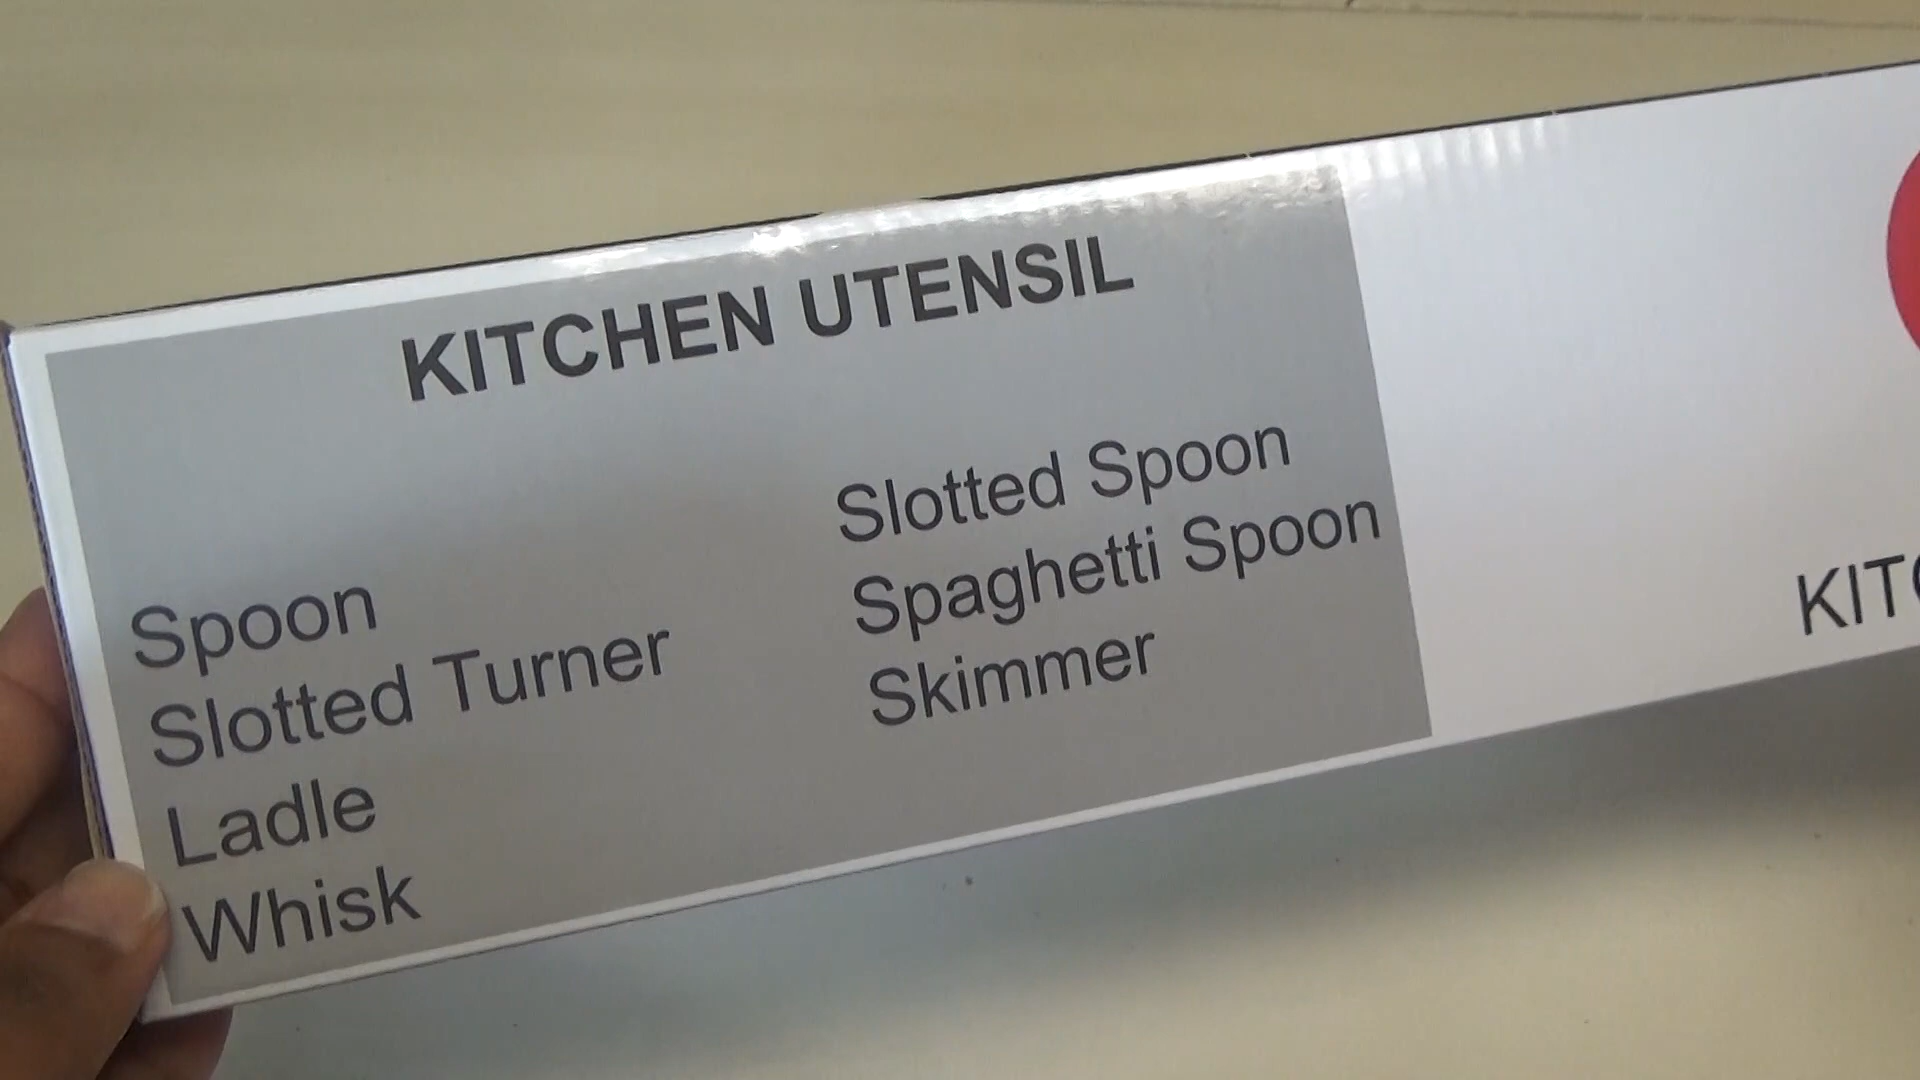 KITCHEN UTENSIL
Spoon
Slotted Turner
Ladle
Whisk
Slotted Spoon
Spaghetti Spoon
Skimmer